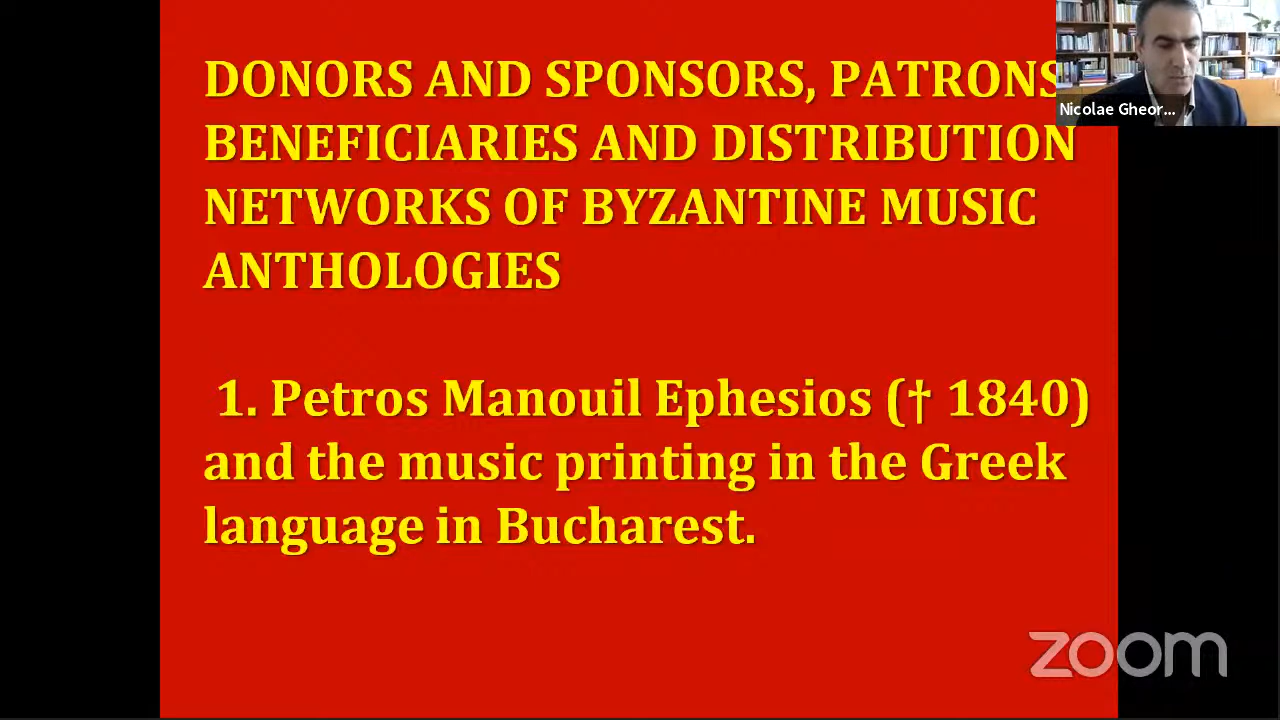 DONORS AND SPONSORS, PATRONS
BENEFICIARIES AND DISTRIBUTION
NETWORKS OF BYZANTINE MUSIC
ANTHOLOGIES
1. Petros Manouil Ephesios († 1840)
and the music printing in the Greek
language in Bucharest.
Nicolae Gheor...
zoom